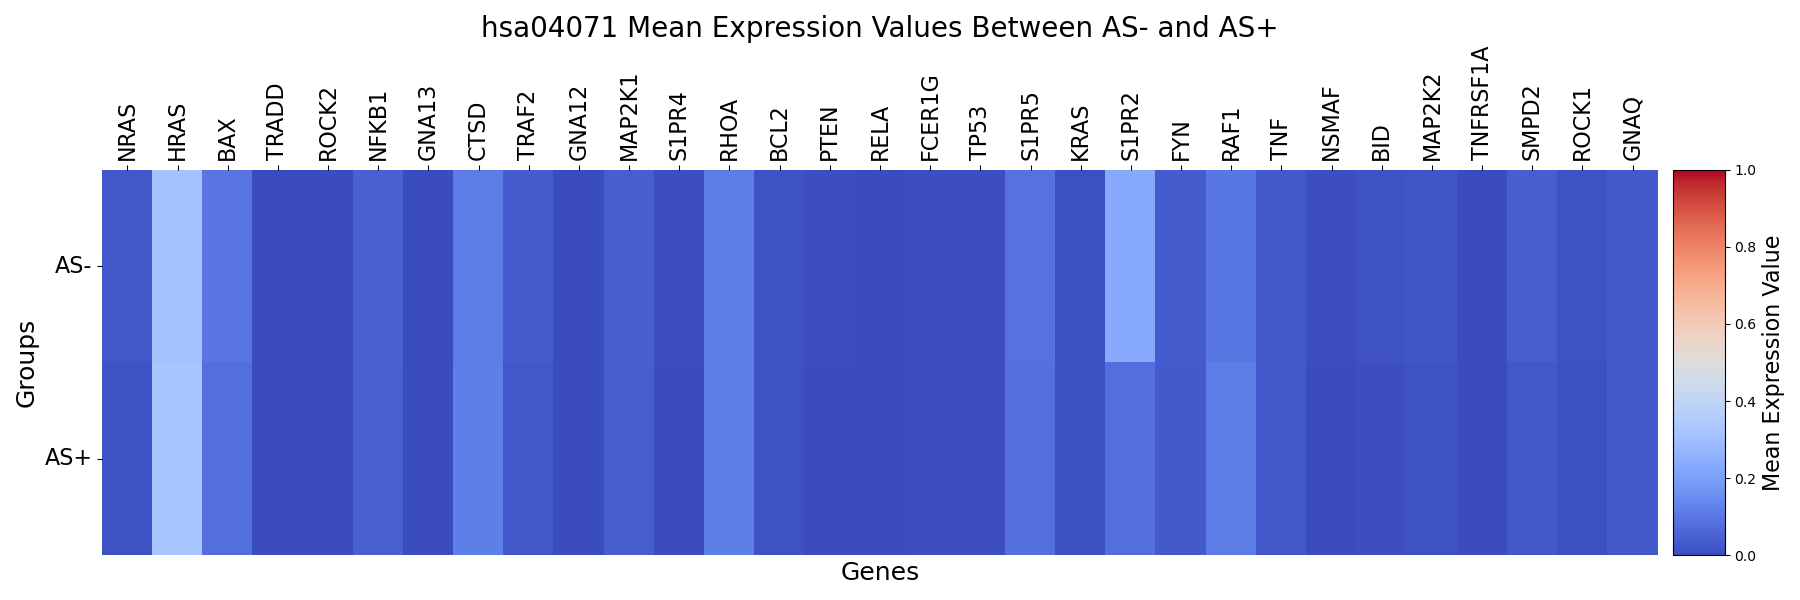 hsa04071 Mean Expression Values Between AS- and AS+
NRAS
HRAS
BAX
TRADD
ROCK2
NFKB1
GNA13
CTSD
TRAF2
GNA12
MAP2K1
S1PR4
RHOA
BCL2
PTEN
RELA
FCER1G
TP53
S1PR5
KRAS
S1PR2
FYN
RAF1
TNF
NSMAF
BID
MAP2K2
TNFRSF1A
SMPD2
ROCK1
GNAQ
Groups
AS-
AS+
Genes
1.0
0.8
0.6
0.4
0.2
0.0
Mean Expression Value